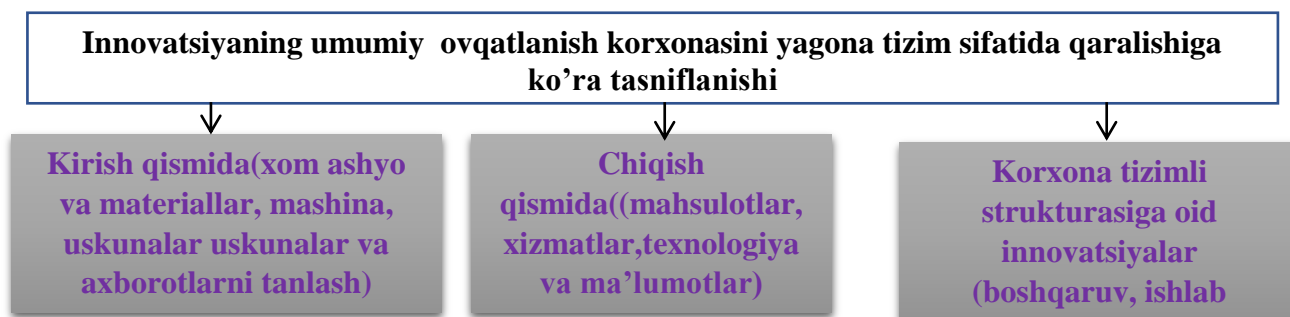 Innovatsiyaning umumiy ovqatlanish korxonasini yagona tizim sifatida qaralishiga
ko’ra tasniflanishi
Kirish qismida(xom ashyo
va materiallar, mashina,
uskunalar uskunalar va
axborotlarni tanlash)
Chiqish
qismida((mahsulotlar,
xizmatlar,texnologiya
va ma’lumotlar)
Korxona tizimli
strukturasiga oid
innovatsiyalar
(boshqaruv, ishlab